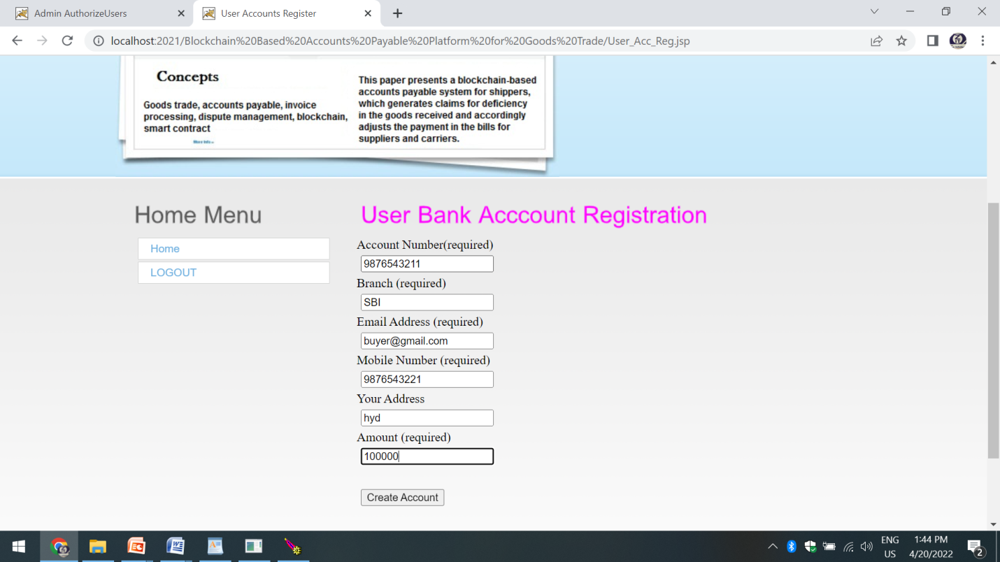 Admin AuthorizeUsers
User Accounts Register
localhost:2021/Blockchain%20Based%20Accounts%20Payable%20Platform%20for%20Goods%20Trade/User_Acc_Reg.jsp
Concepts
Goods trade, accounts payable, invoice
processing, dispute management, blockchain,
smart contract
More info
This paper presents a blockchain-based
accounts payable system for shippers,
which generates claims for deficiency
in the goods received and accordingly
adjusts the payment in the bills for
suppliers and carriers.
Home Menu
Home
LOGOUT
User Bank Acccount Registration
Account Number(required)
9876543211
Branch (required)
SBI
Email Address (required)
buyer@gmail.com
Mobile Number (required)
9876543221
Your Address
hyd
Amount (required)
100000
Create Account
ENG
US
1:44 PM
4/20/2022
2